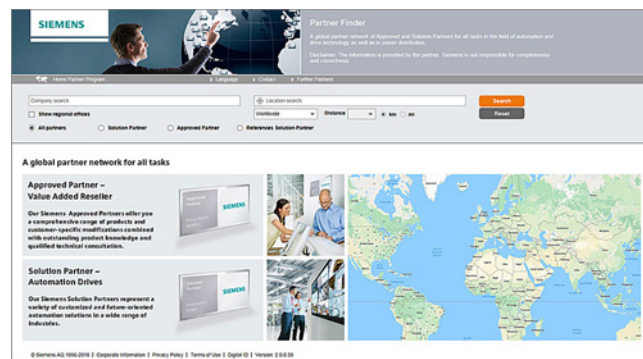 SIEMENS
Partner Finder
A global partner network of Approved and Solution Partners for all tasks in the field of automation and
drive technology as well as in power distribution.
Disclaimer: The information is provided by the partner. Siemens is not responsible for completeness
and correctness.
Home Partner Program
Language
Contact
Further Partners
Company search
Location search
Search
Show regional offices
Worldwide
Distance
km
mi
Reset
All partners
Solution Partner
Approved Partner
References Solution Partner
A global partner network for all tasks
Approved Partner –
Value Added Reseller
Our Siemens Approved Partners offer you
a comprehensive range of products and
customer-specific modifications combined
with outstanding product knowledge and
qualified technical consultation.
Approved
Partner
SIEMENS
Solution Partner –
Automation Drives
Our Siemens Solution Partners represent a
variety of customized and future-oriented
automation solutions in a wide range of
industries.
Solution
Partner
SIEMENS
© Siemens AG 1996-2018 | Corporate Information | Privacy Policy | Terms of Use | Digital ID | Version: 2.0.0.59